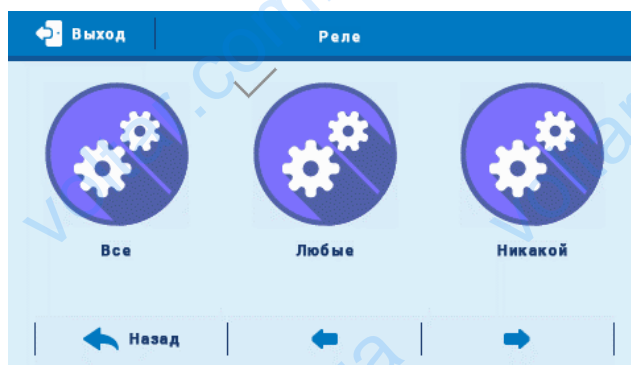 Выход
Реле
Все
Любые
Никакой
Назад